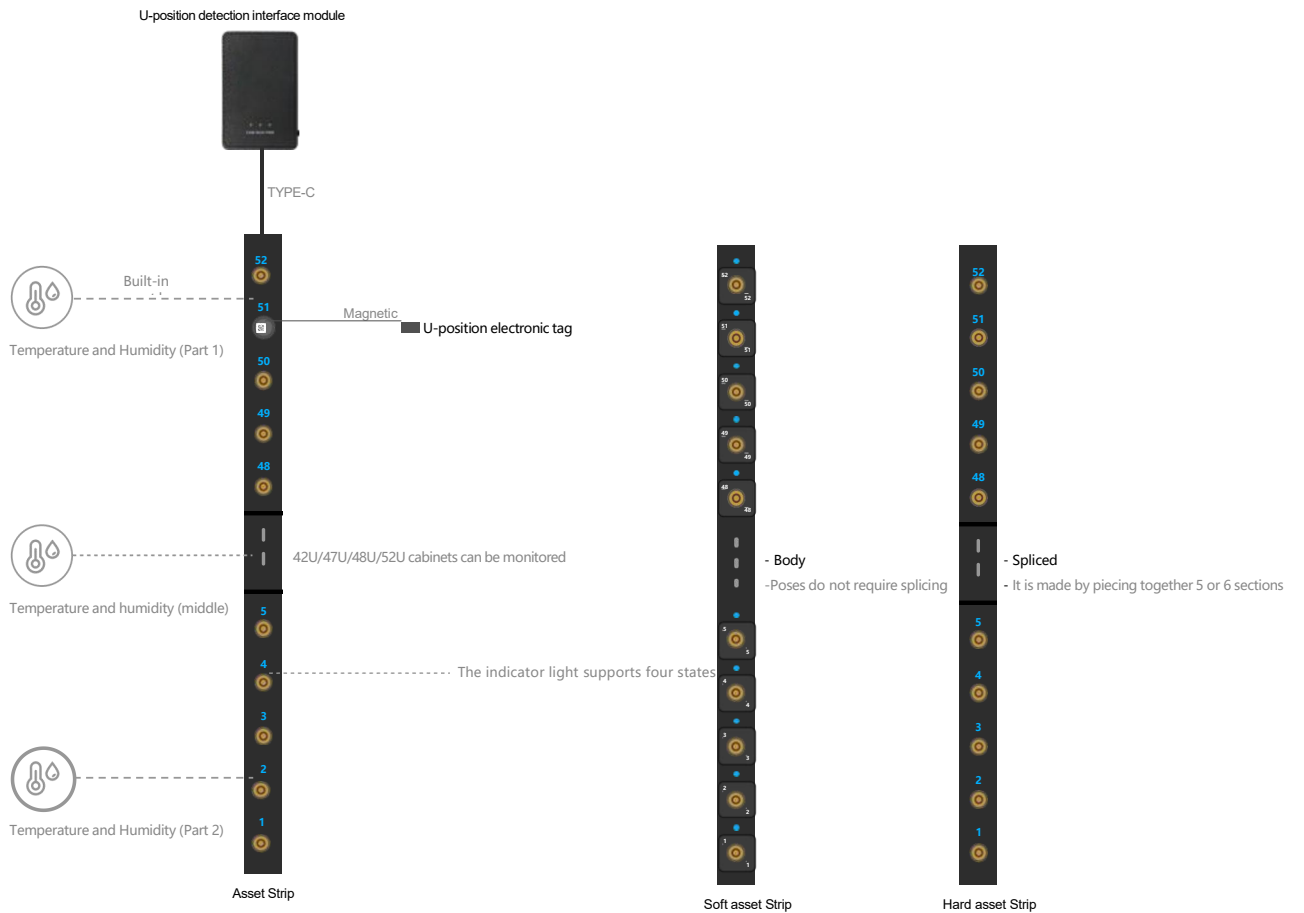 U-position detection interface module
TYPE-C
52
Built-in
51
Magnetic
U-position electronic tag
Temperature and Humidity (Part 1)
50
49
48
42U/47U/48U/52U cabinets can be monitored
Temperature and humidity (middle)
5
4
The indicator light supports four states
3
2
Temperature and Humidity (Part 2)
1
Asset Strip
52
52
51
51
50
50
49
49
48
48
- Body
-Poses do not require splicing
5
5
4
4
3
3
2
2
1
1
Soft asset Strip
52
51
50
49
48
- Spliced
- It is made by piecing together 5 or 6 sections
5
4
3
2
1
Hard asset Strip